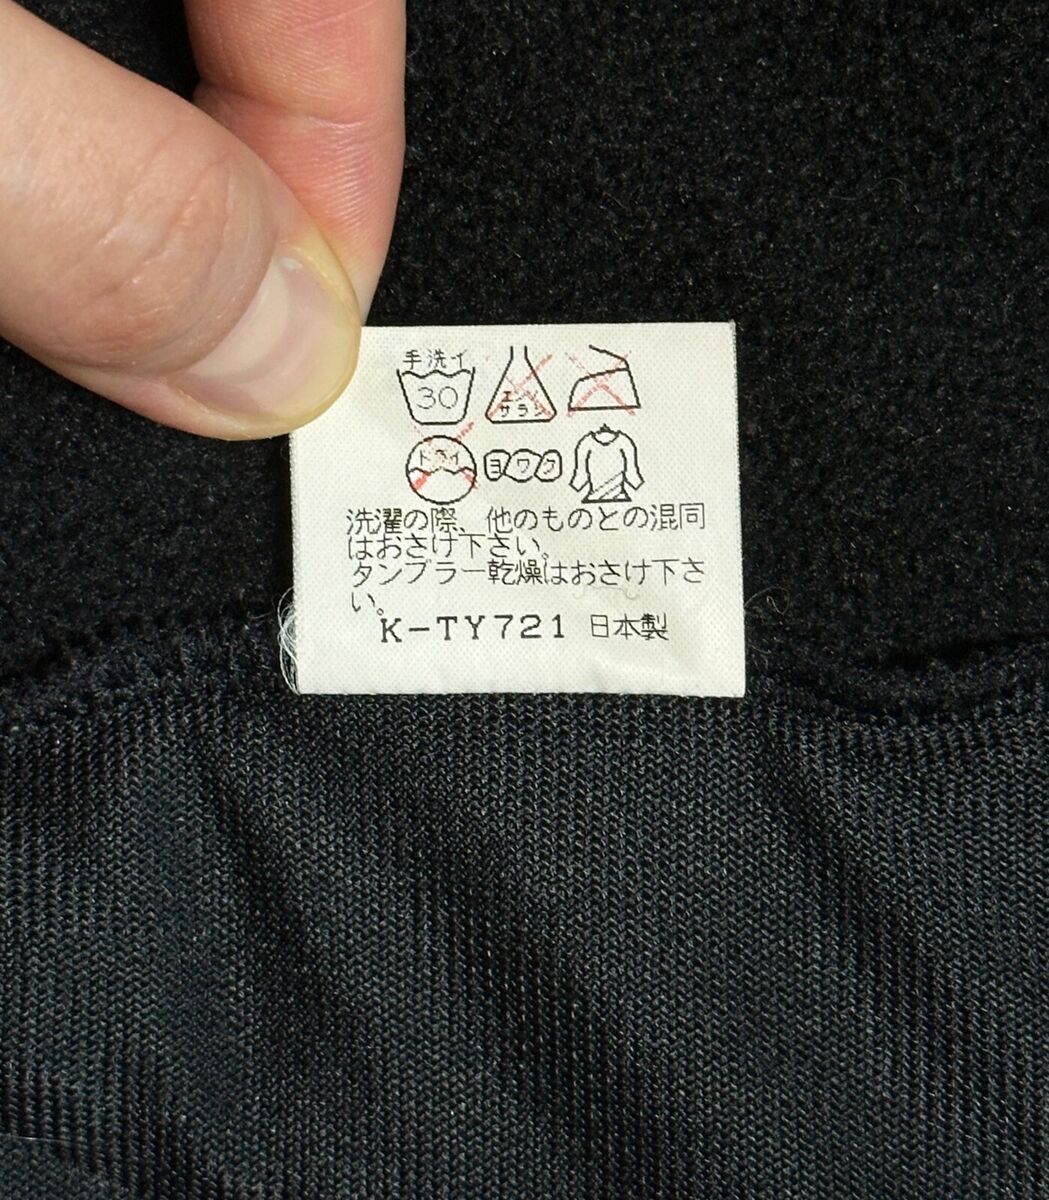 手洗イ
30
エンソ
サラシ
ドライ
ヨワク
洗濯の際、他のものとの混同
はおさけ下さい。
タンブラー乾燥はおさけ下さ
い。
K-TY721 日本製